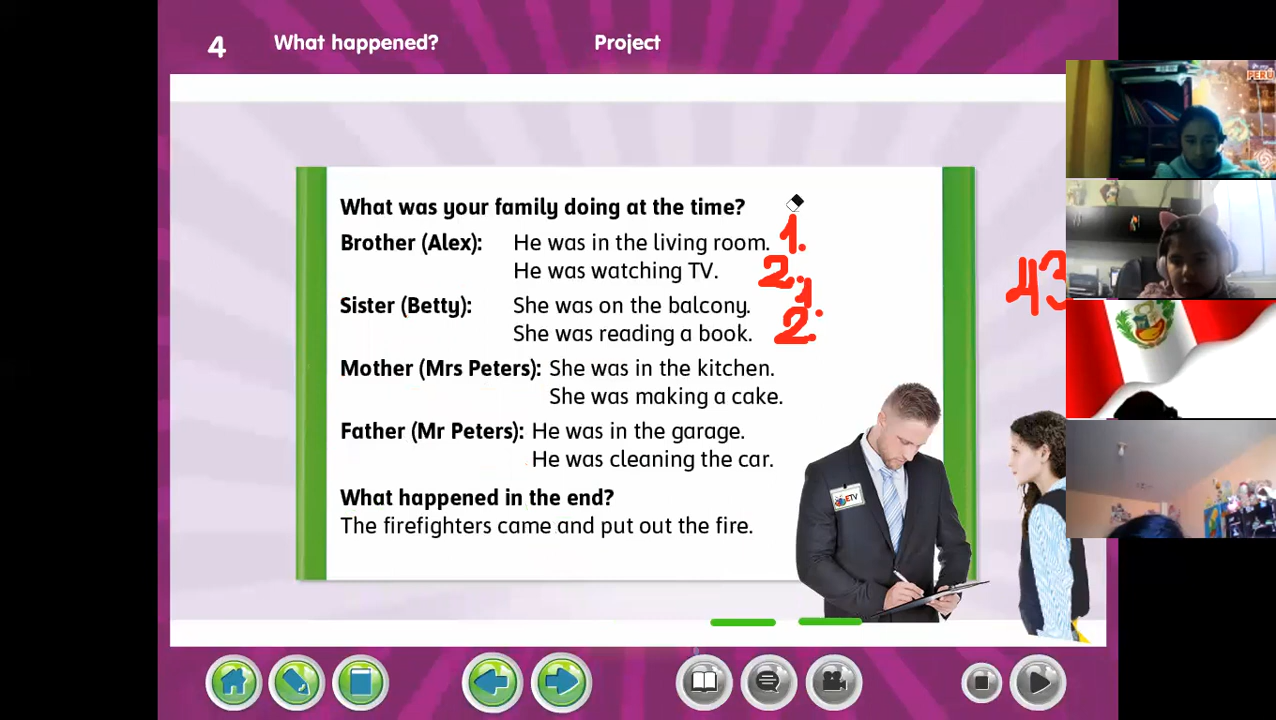 4 What happened? Project
What was your family doing at the time?
Brother (Alex): He was in the living room. 1.
He was watching TV. 2.
Sister (Betty): She was on the balcony. 1.
She was reading a book. 2.
Mother (Mrs Peters): She was in the kitchen.
She was making a cake.
Father (Mr Peters): He was in the garage.
He was cleaning the car.
What happened in the end?
The firefighters came and put out the fire.
43
ETV
PERÚ